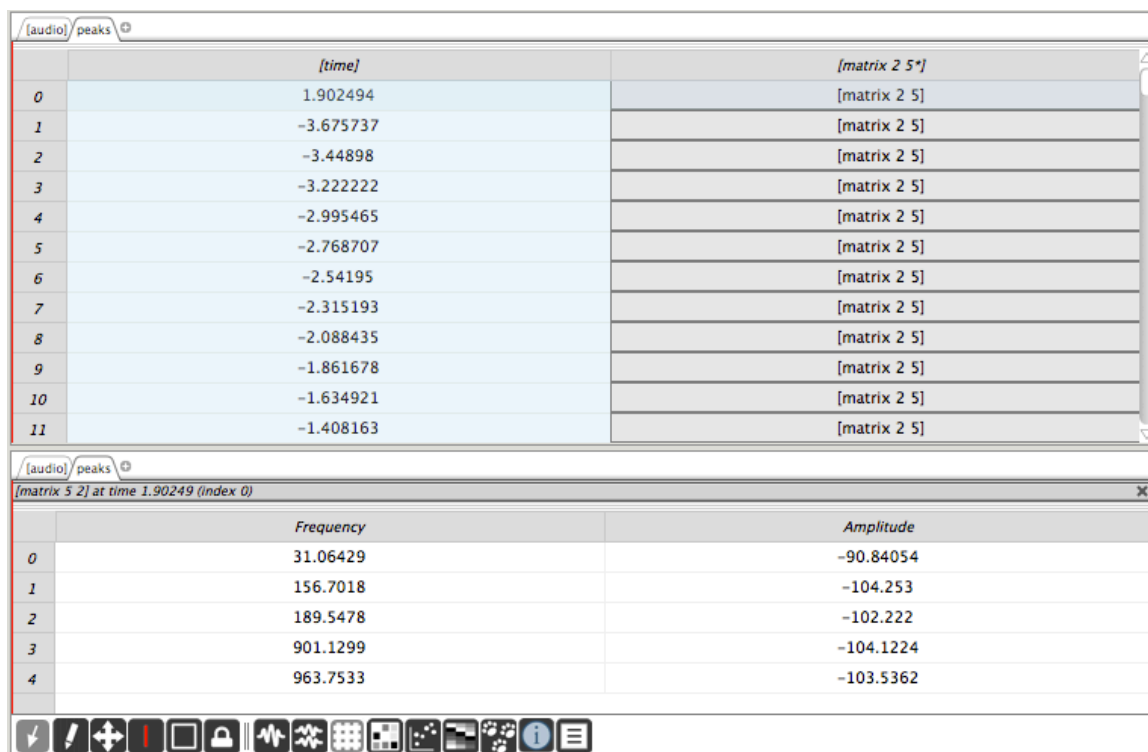 [audio] peaks
[time] [matrix 2 5*]
0 1.902494 [matrix 2 5]
1 -3.675737 [matrix 2 5]
2 -3.44898 [matrix 2 5]
3 -3.222222 [matrix 2 5]
4 -2.995465 [matrix 2 5]
5 -2.768707 [matrix 2 5]
6 -2.54195 [matrix 2 5]
7 -2.315193 [matrix 2 5]
8 -2.088435 [matrix 2 5]
9 -1.861678 [matrix 2 5]
10 -1.634921 [matrix 2 5]
11 -1.408163 [matrix 2 5]
[audio] peaks
[matrix 5 2] at time 1.90249 (index 0)
Frequency Amplitude
0 31.06429 -90.84054
1 156.7018 -104.253
2 189.5478 -102.222
3 901.1299 -104.1224
4 963.7533 -103.5362